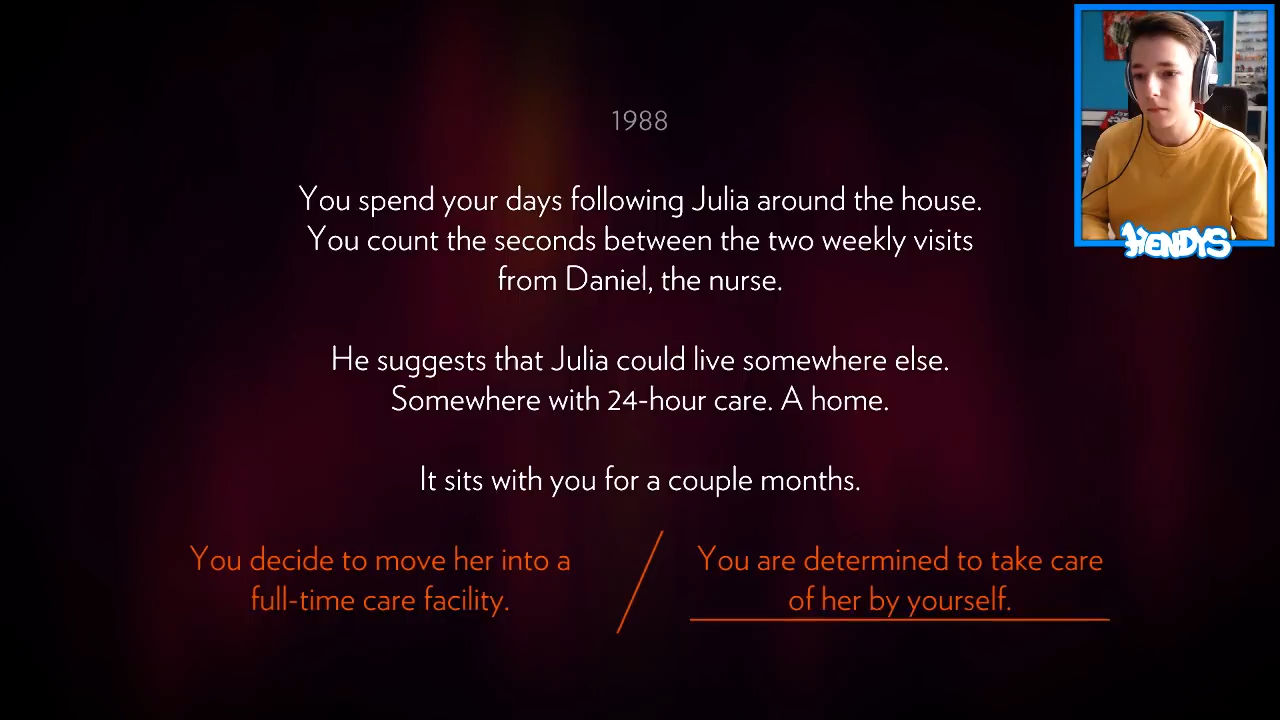 1988
You spend your days following Julia around the house.
You count the seconds between the two weekly visits
from Daniel, the nurse.
He suggests that Julia could live somewhere else.
Somewhere with 24-hour care. A home.
It sits with you for a couple months.
You decide to move her into a
full-time care facility.
You are determined to take care
of her by yourself.
HENDYS